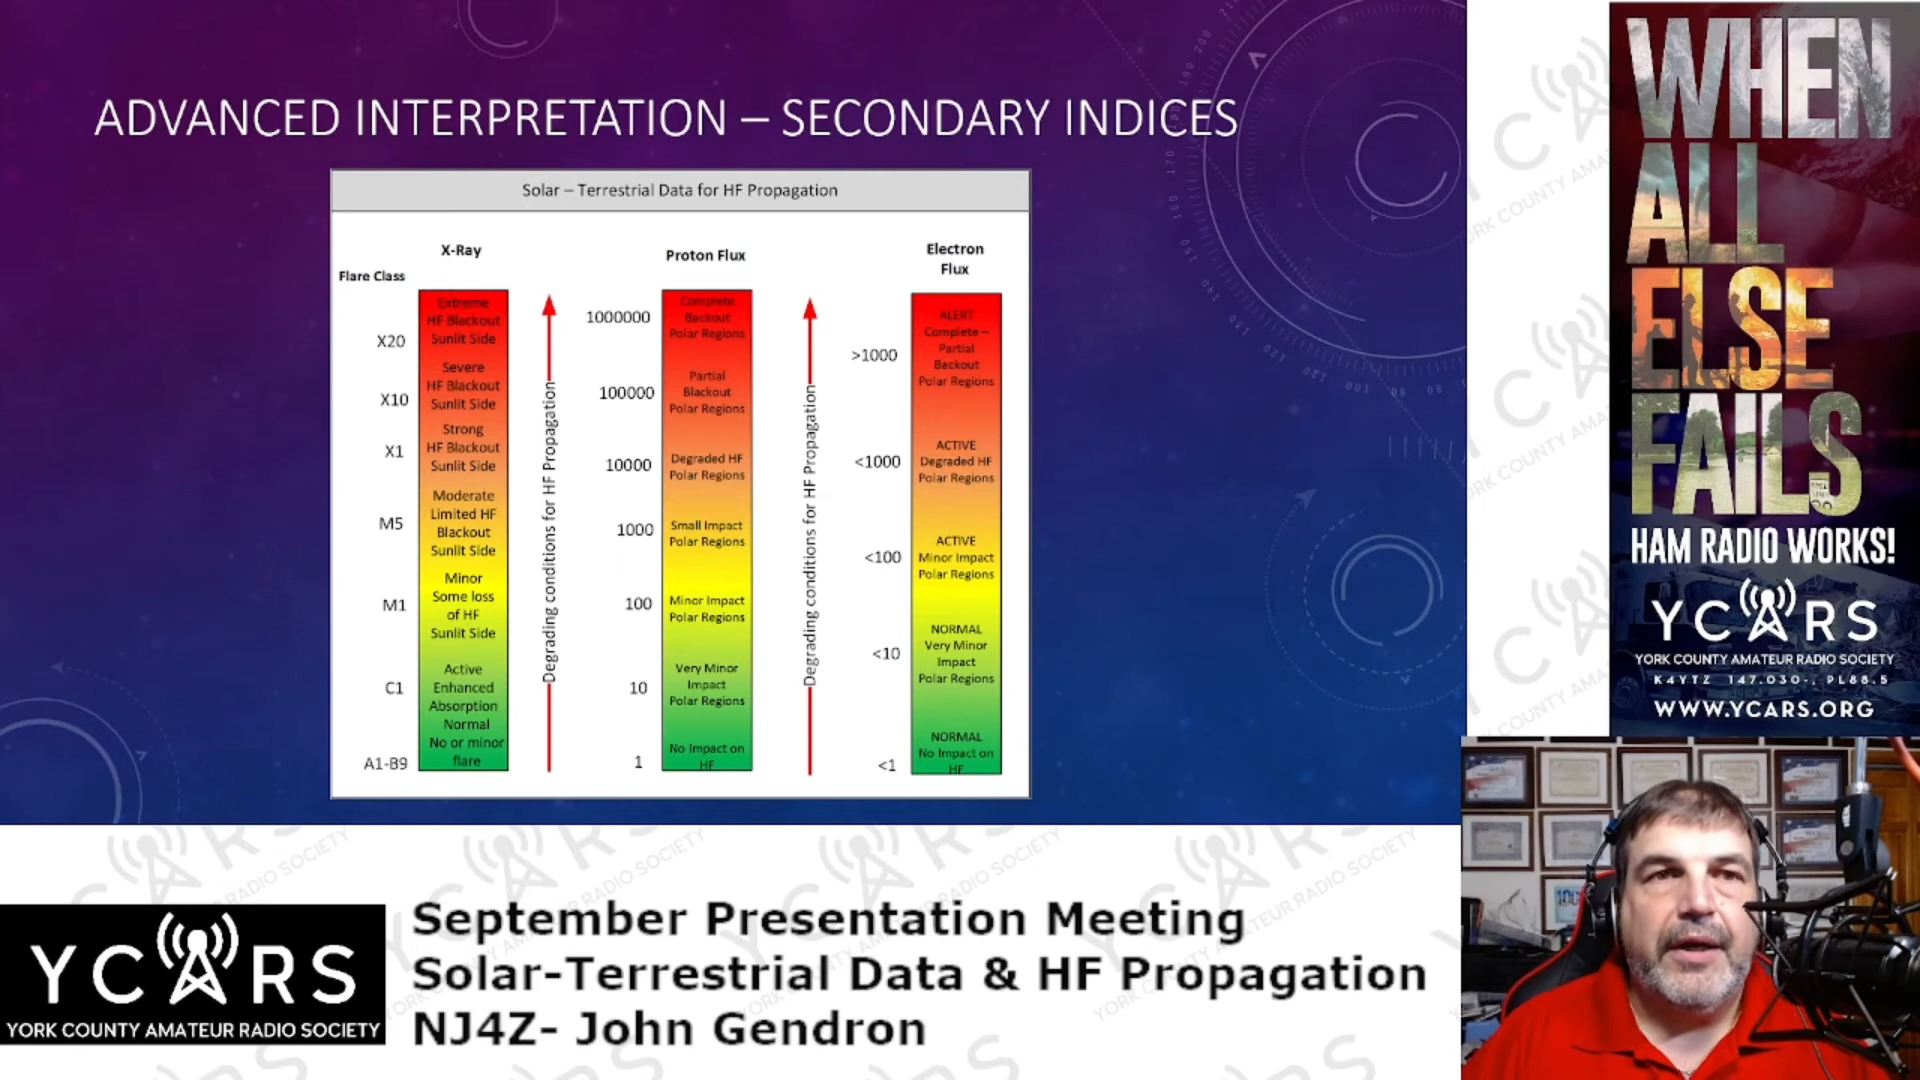 ADVANCED INTERPRETATION – SECONDARY INDICES
Solar – Terrestrial Data for HF Propagation
X-Ray
Flare Class
Extreme
HF Blackout
Sunlit Side
Severe
HF Blackout
Sunlit Side
Strong
HF Blackout
Sunlit Side
Moderate
Limited HF
Blackout
Sunlit Side
Minor
Some loss
of HF
Sunlit Side
Active
Enhanced
Absorption
Normal
No or minor
flare
X20
X10
X1
M5
M1
C1
A1-B9
Degrading conditions for HF Propagation
Proton Flux
1000000
100000
10000
1000
100
10
1
Complete
Backout
Polar Regions
Partial
Blackout
Polar Regions
Degraded HF
Polar Regions
Small Impact
Polar Regions
Minor Impact
Polar Regions
Very Minor
Impact
Polar Regions
No Impact on
HF
Degrading conditions for HF Propagation
Electron
Flux
>1000
<1000
<100
<10
<1
ALERT
Complete –
Partial
Backout
Polar Regions
ACTIVE
Degraded HF
Polar Regions
ACTIVE
Minor Impact
Polar Regions
NORMAL
Very Minor
Impact
Polar Regions
NORMAL
No Impact on
HF
WHEN
ALL
ELSE
FAILS
HAM RADIO WORKS!
YCARS
YORK COUNTY AMATEUR RADIO SOCIETY
K4YTZ 147.030-, PL88.5
WWW.YCARS.ORG
YCARS
YORK COUNTY AMATEUR RADIO SOCIETY
September Presentation Meeting
Solar-Terrestrial Data & HF Propagation
NJ4Z- John Gendron